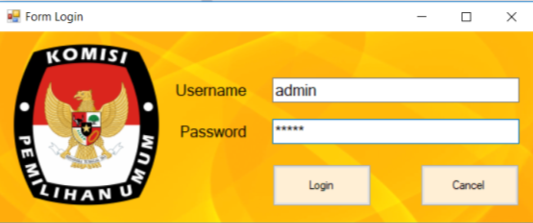 Form Login
KOMISI
PEMILIHAN UMUM
Username
admin
Password
*****
Login
Cancel